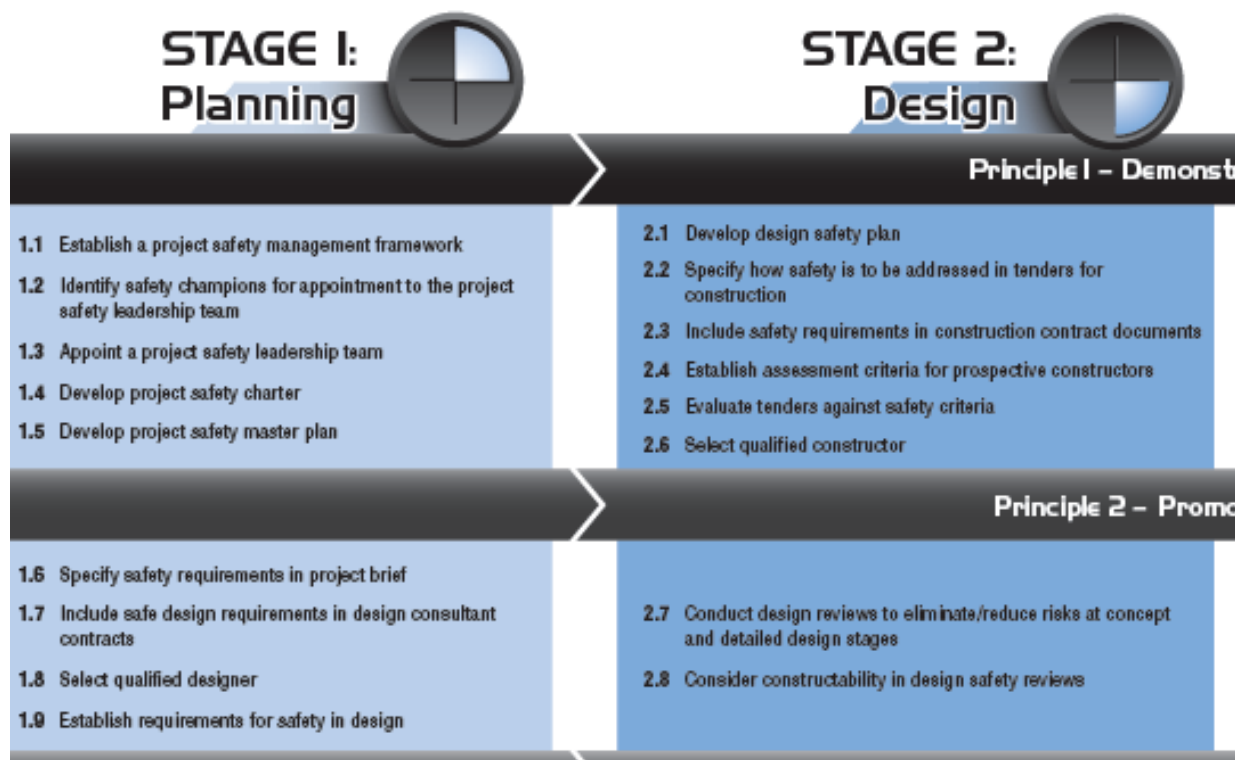 STAGE 1:
Planning
STAGE 2:
Design
Principle 1 – Demonst
1.1 Establish a project safety management framework
1.2 Identify safety champions for appointment to the project
safety leadership team
1.3 Appoint a project safety leadership team
1.4 Develop project safety charter
1.5 Develop project safety master plan
2.1 Develop design safety plan
2.2 Specify how safety is to be addressed in tenders for
construction
2.3 Include safety requirements in construction contract documents
2.4 Establish assessment criteria for prospective constructors
2.5 Evaluate tenders against safety criteria
2.6 Select qualified constructor
Principle 2 – Promo
1.6 Specify safety requirements in project brief
1.7 Include safe design requirements in design consultant
contracts
1.8 Select qualified designer
1.9 Establish requirements for safety in design
2.7 Conduct design reviews to eliminate/reduce risks at concept
and detailed design stages
2.8 Consider constructability in design safety reviews